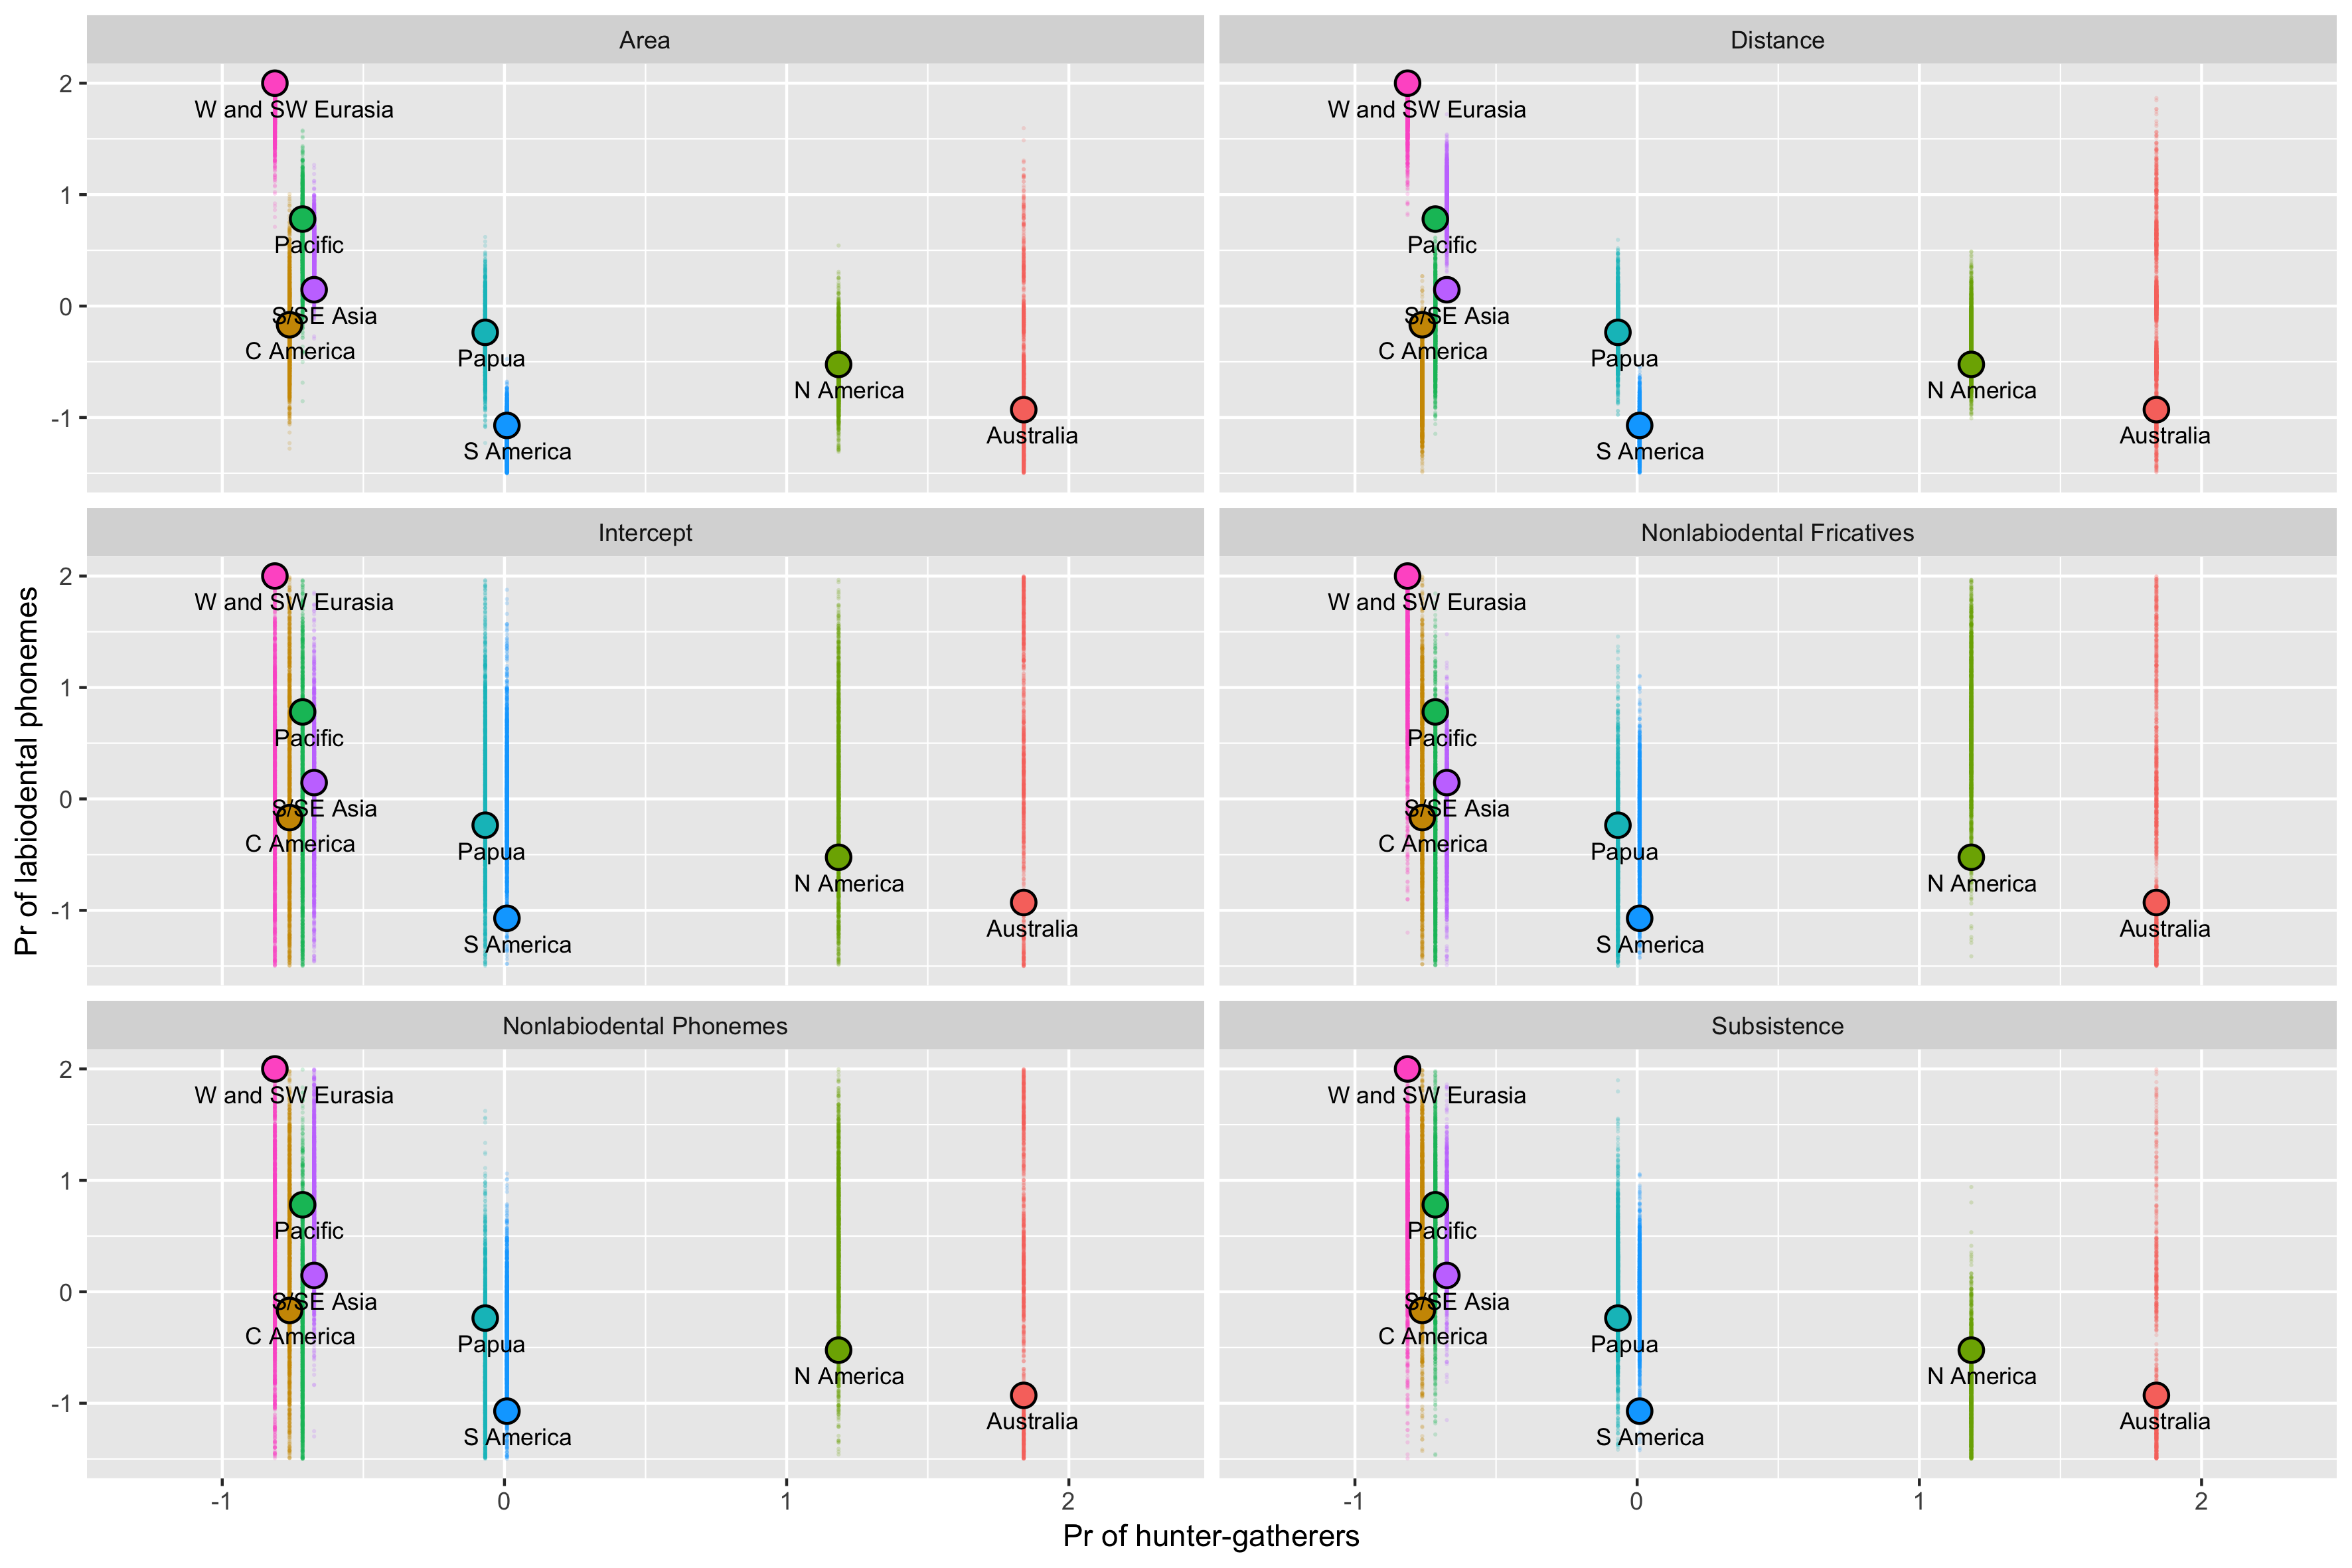 Area
Distance
2
W and SW Eurasia
W and SW Eurasia
1
Pacific
Pacific
0
S/SE Asia
S/SE Asia
C America
Papua
C America
Papua
N America
N America
-1
Australia
Australia
S America
S America
Intercept
Nonlabiodental Fricatives
2
W and SW Eurasia
W and SW Eurasia
1
Pacific
Pacific
0
S/SE Asia
S/SE Asia
C America
Papua
C America
Papua
N America
N America
-1
Australia
Australia
S America
S America
Pr of labiodental phonemes
Nonlabiodental Phonemes
Subsistence
2
W and SW Eurasia
W and SW Eurasia
1
Pacific
Pacific
0
S/SE Asia
S/SE Asia
C America
Papua
C America
Papua
N America
N America
-1
Australia
Australia
S America
S America
-1 0 1 2
-1 0 1 2
Pr of hunter-gatherers